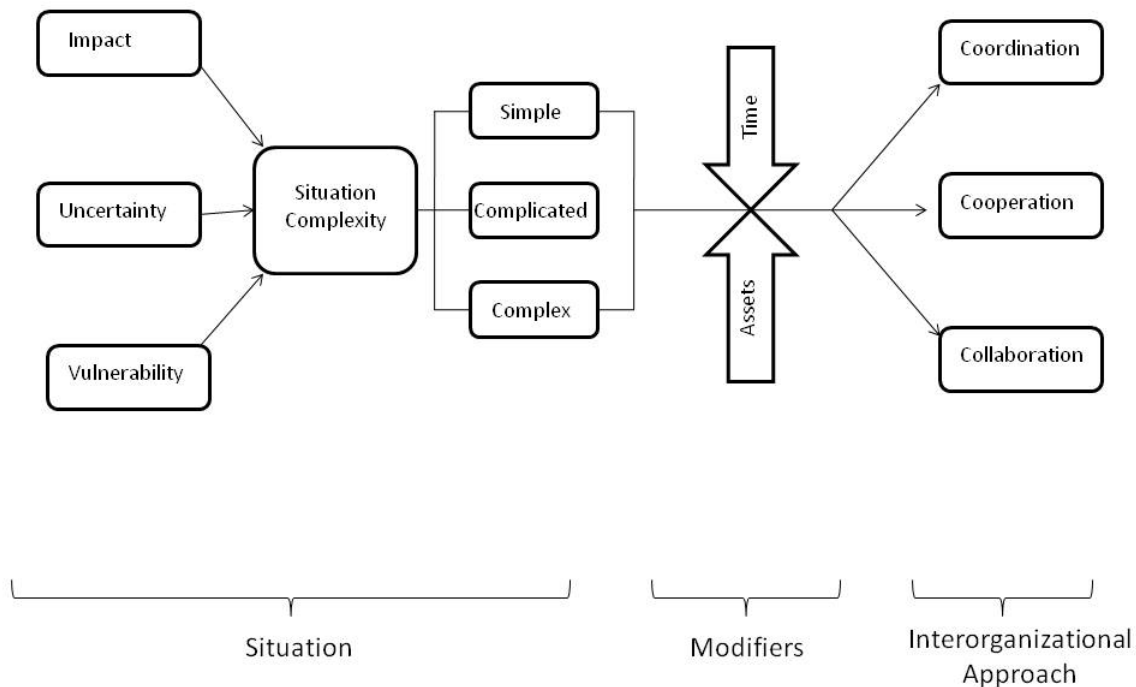 Impact
Uncertainty
Vulnerability
Situation
Complexity
Simple
Complicated
Complex
Time
Assets
Coordination
Cooperation
Collaboration
Situation
Modifiers
Interorganizational
Approach